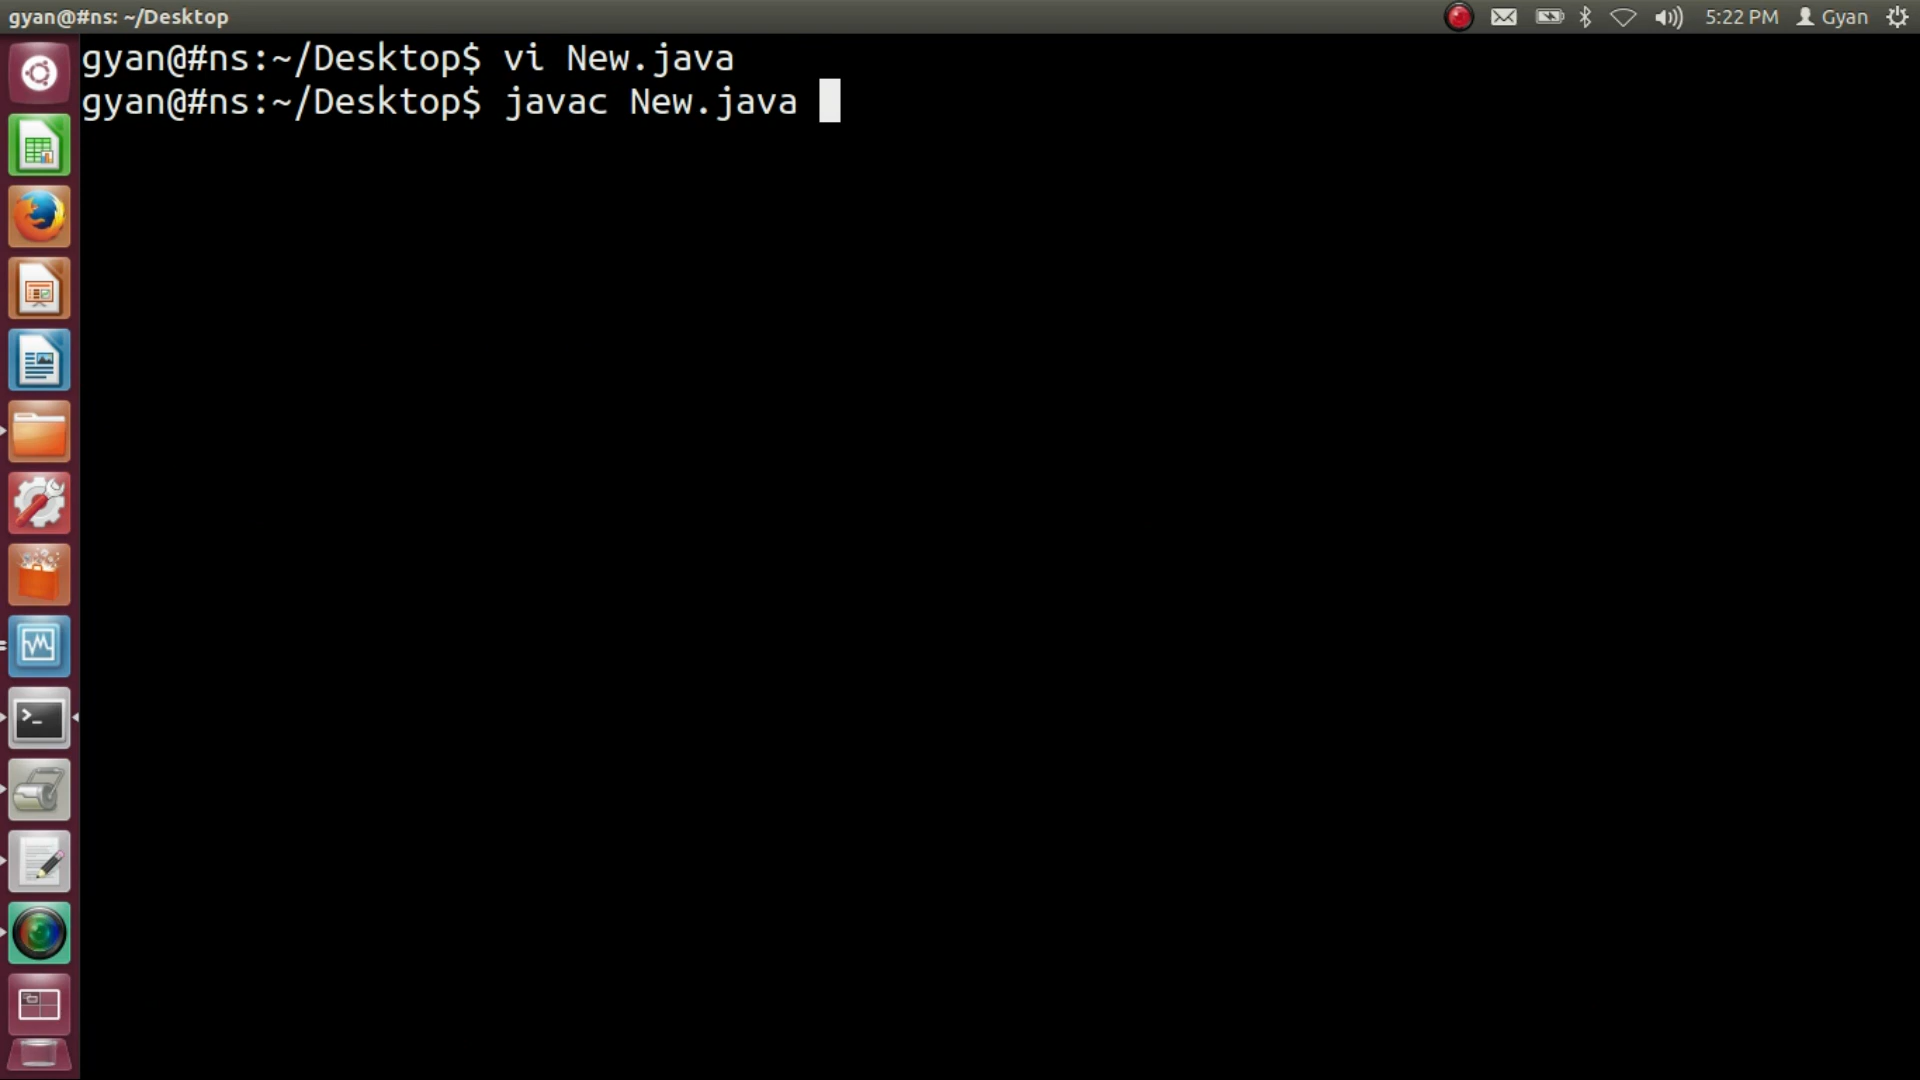 gyan@#ns: ~/Desktop
5:22 PM Gyan
gyan@#ns:~/Desktop$ vi New.java
gyan@#ns:~/Desktop$ javac New.java